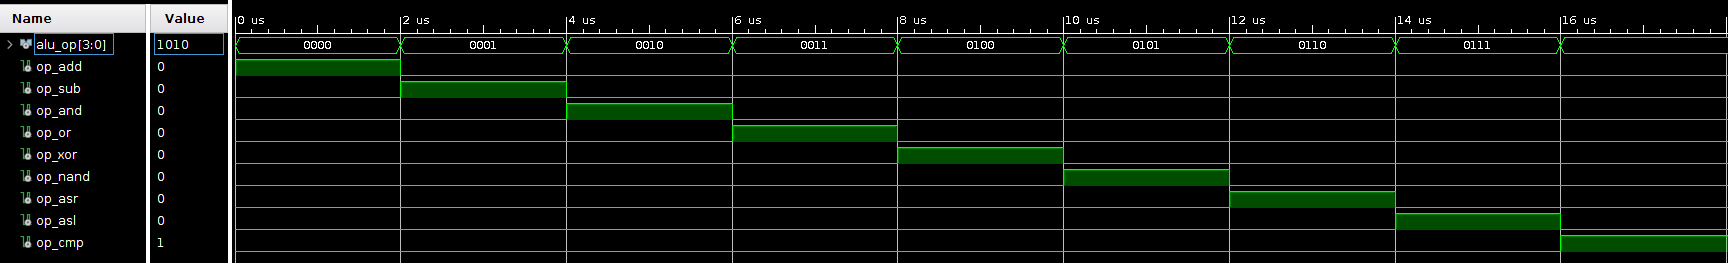 Name Value 0 us 2 us 4 us 6 us 8 us 10 us 12 us 14 us 16 us
alu_op[3:0] 1010 0000 0001 0010 0011 0100 0101 0110 0111
op_add 0
op_sub 0
op_and 0
op_or 0
op_xor 0
op_nand 0
op_asr 0
op_asl 0
op_cmp 1